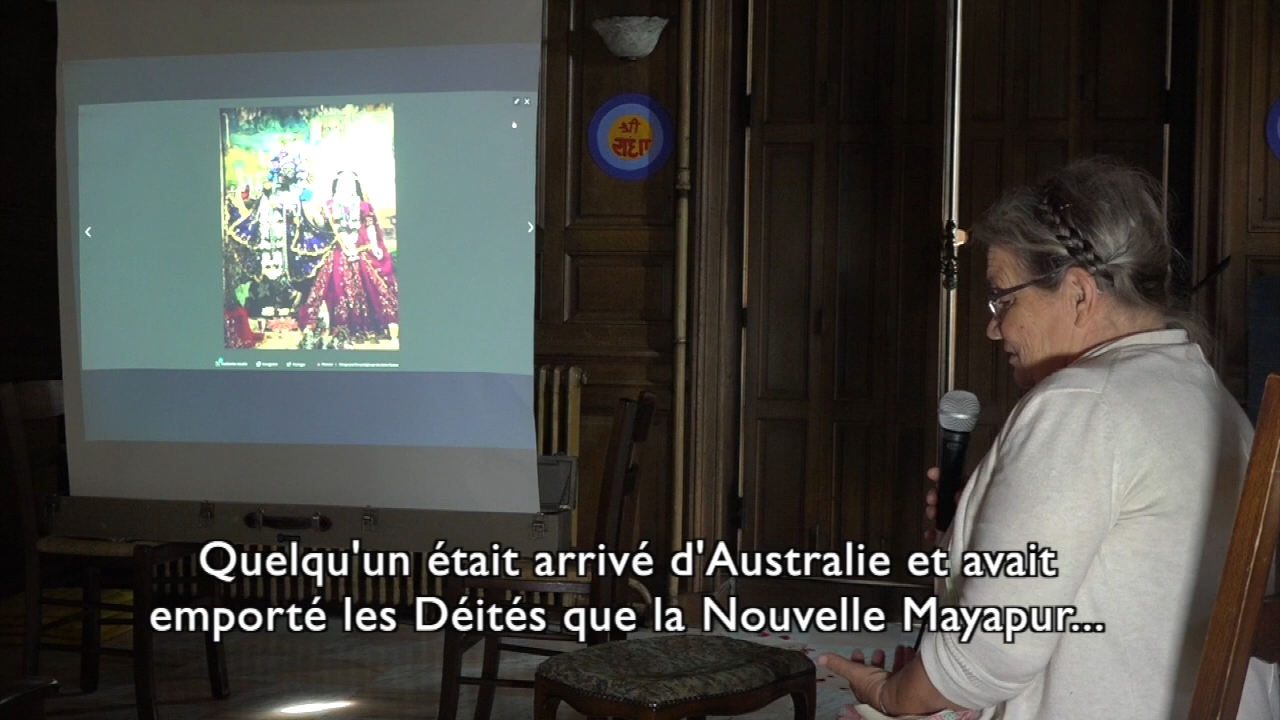 श्री
राधा
Quelqu'un était arrivé d'Australie et avait
emporté les Déités que la Nouvelle Mayapur...